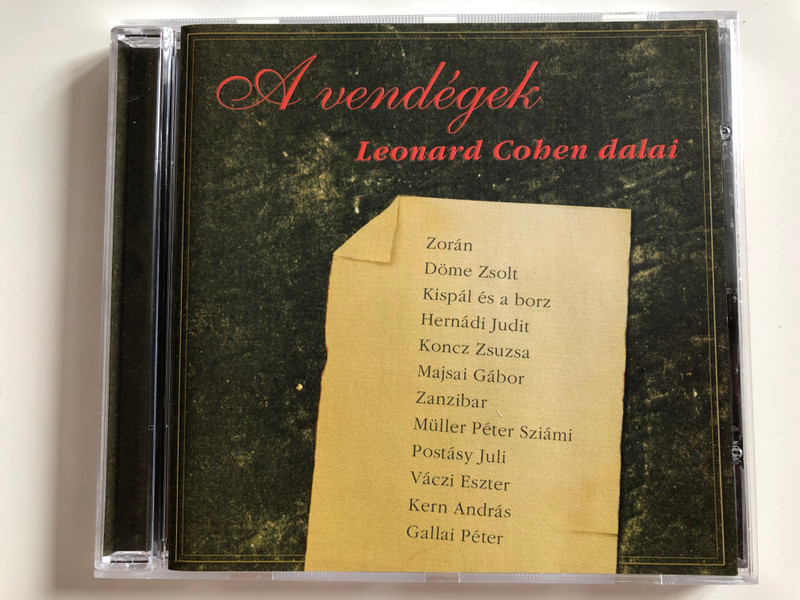 A vendégek
Leonard Cohen dalai
Zorán
Döme Zsolt
Kispál és a borz
Hernádi Judit
Koncz Zsuzsa
Majsai Gábor
Zanzibar
Müller Péter Sziámi
Postásy Juli
Váczi Eszter
Kern András
Gallai Péter